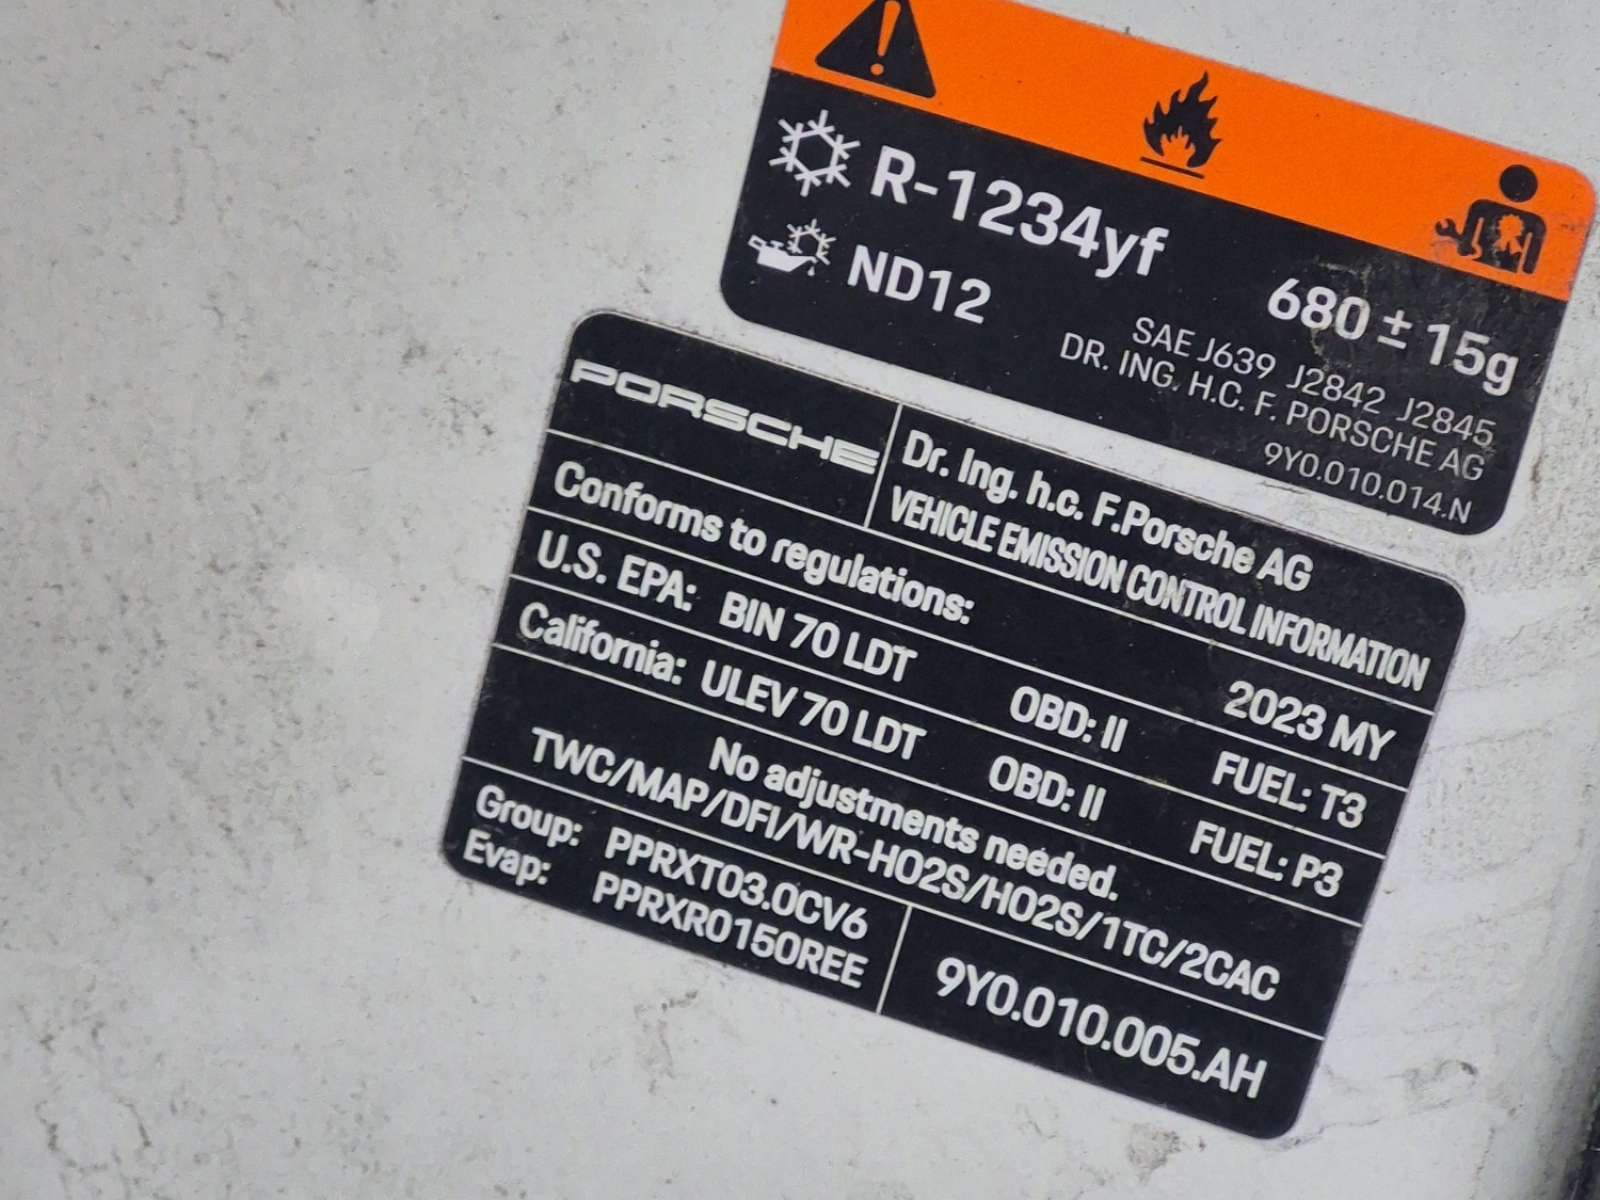 R-1234yf
ND12
680 ± 15g
SAE J639 J2842 J2845
DR. ING. H.C. F. PORSCHE AG
9Y0.010.014.N
PORSCHE
Dr. Ing. h.c. F.Porsche AG
VEHICLE EMISSION CONTROL INFORMATION
Conforms to regulations:
2023 MY
U.S. EPA: BIN 70 LDT OBD: II FUEL: T3
California: ULEV 70 LDT OBD: II FUEL: P3
No adjustments needed.
TWC/MAP/DFI/WR-HO2S/HO2S/1TC/2CAC
Group: PPRXT03.0CV6
Evap: PPRXR0150REE
9Y0.010.005.AH